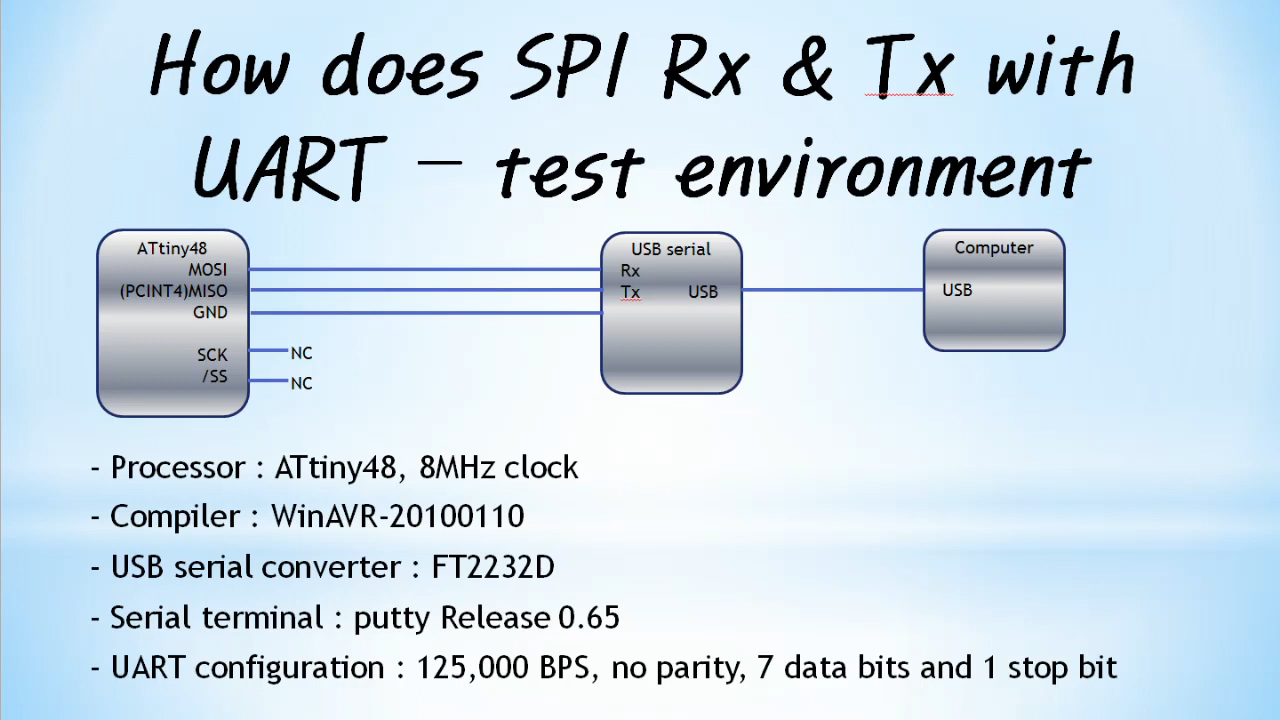 How does SPI Rx & Tx with
UART – test environment
ATtiny48
MOSI
(PCINT4)MISO
GND
SCK
/SS
NC
NC
USB serial
Rx
Tx USB
Computer
USB
- Processor : ATtiny48, 8MHz clock
- Compiler : WinAVR-20100110
- USB serial converter : FT2232D
- Serial terminal : putty Release 0.65
- UART configuration : 125,000 BPS, no parity, 7 data bits and 1 stop bit